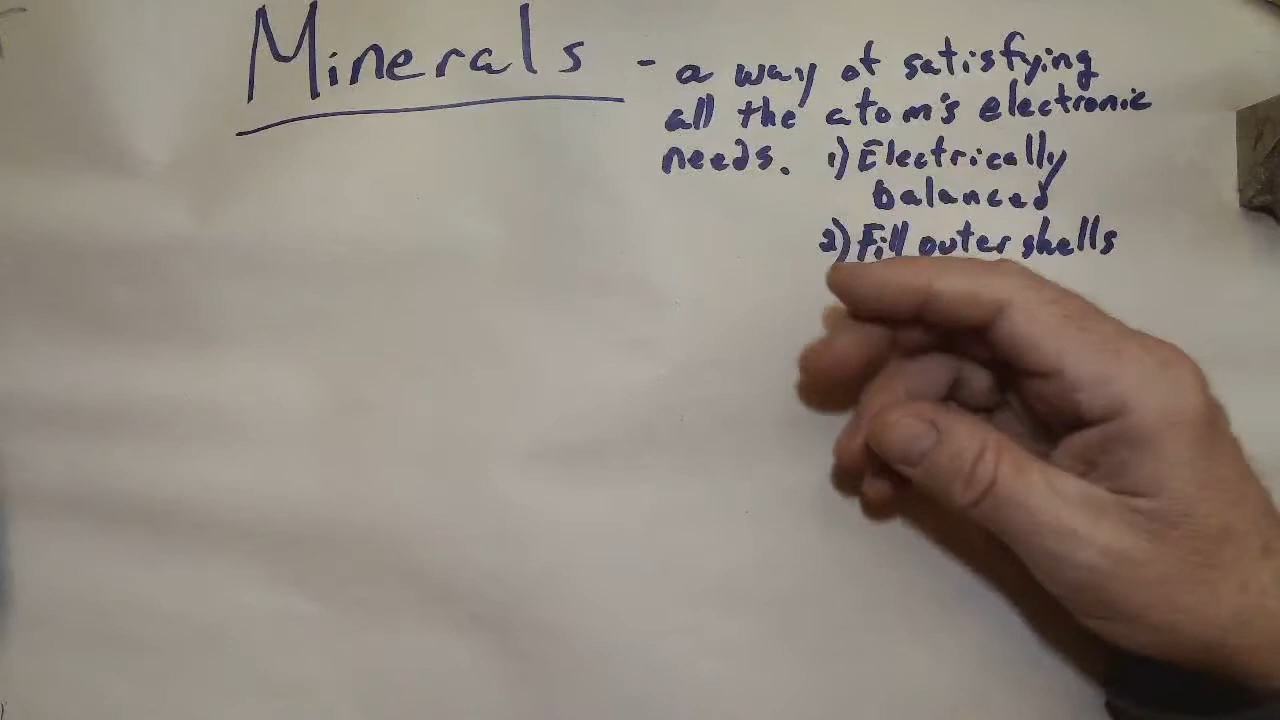 Minerals - a way of satisfying
all the atom's electronic
needs. 1) Electrically
balanced
2) Fill outer shells